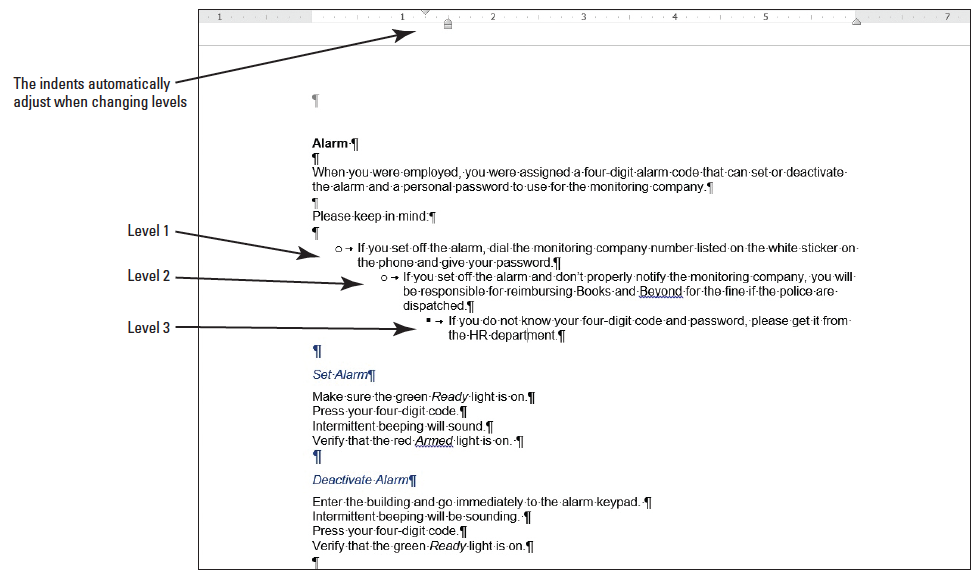 1 1 2 3 4 5 7
The indents automatically
adjust when changing levels
¶
Alarm·¶
¶
When·you·were·employed,·you·were·assigned·a·four-digit·alarm·code·that·can·set·or·deactivate·
the·alarm·and·a·personal·password·to·use·for·the·monitoring·company.¶
¶
Please·keep·in·mind:¶
¶
Level 1
o→If·you·set·off·the·alarm,·dial·the·monitoring·company·number·listed·on·the·white·sticker·on·
the·phone·and·give·your·password.¶
Level 2
o→If·you·set·off·the·alarm·and·don't·properly·notify·the·monitoring·company,·you·will·
be·responsible·for·reimbursing·Books·and·Beyond·for·the·fine·if·the·police·are·
dispatched.¶
Level 3
▪→If·you·do·not·know·your·four-digit·code·and·password,·please·get·it·from·
the·HR·department.¶
¶
Set·Alarm¶
Make·sure·the·green·Ready·light·is·on.¶
Press·your·four-digit·code.¶
Intermittent·beeping·will·sound.¶
Verify·that·the·red·Armed·light·is·on.·¶
¶
Deactivate·Alarm¶
Enter·the·building·and·go·immediately·to·the·alarm·keypad.·¶
Intermittent·beeping·will·be·sounding.·¶
Press·your·four-digit·code.¶
Verify·that·the·green·Ready·light·is·on.¶
¶